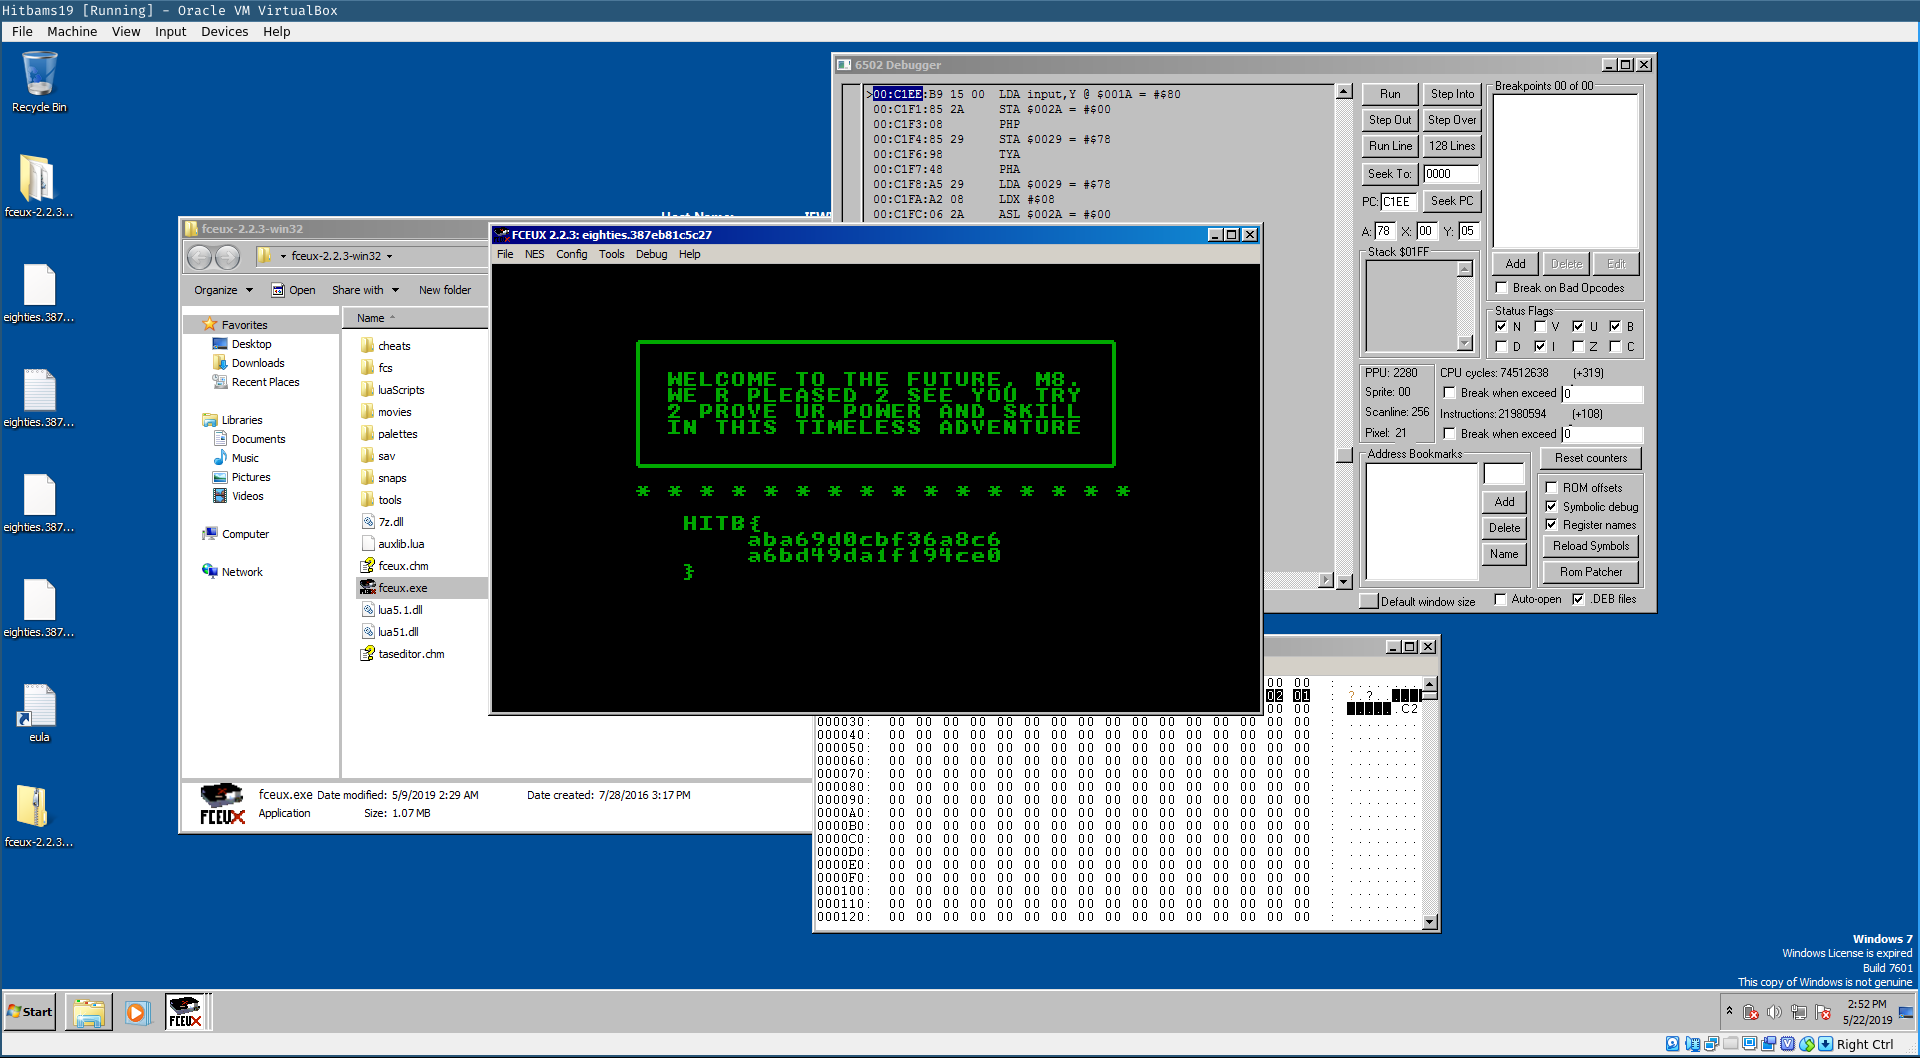 Hitbams19 [Running] - Oracle VM VirtualBox
File Machine View Input Devices Help
Recycle Bin
fceux-2.2.3...
eighties.387...
eighties.387...
eighties.387...
eighties.387...
eula
fceux-2.2.3...
fceux-2.2.3-win32
fceux-2.2.3-win32
Organize Open Share with New folder
Favorites
Desktop
Downloads
Recent Places
Libraries
Documents
Music
Pictures
Videos
Computer
Network
Name
cheats
fcs
luaScripts
movies
palettes
sav
snaps
tools
7z.dll
auxlib.lua
fceux.chm
fceux.exe
lua5.1.dll
lua51.dll
taseditor.chm
fceux.exe Date modified: 5/9/2019 2:29 AM Date created: 7/28/2016 3:17 PM
Application Size: 1.07 MB
FCEUX
FCEUX 2.2.3: eighties.387eb81c5c27
File NES Config Tools Debug Help
WELCOME TO THE FUTURE, M8.
WE R PLEASED 2 SEE YOU TRY
2 PROVE UR POWER AND SKILL
IN THIS TIMELESS ADVENTURE
* * * * * * * * * * * * * * * *
HITB{
aba69d0cbf36a8c6
a6bd49da1f194ce0
}
6502 Debugger
>00:C1EE:B9 15 00 LDA input,Y @ $001A = #$80
00:C1F1:85 2A STA $002A = #$00
00:C1F3:08 PHP
00:C1F4:85 29 STA $0029 = #$78
00:C1F6:98 TYA
00:C1F7:48 PHA
00:C1F8:A5 29 LDA $0029 = #$78
00:C1FA:A2 08 LDX #$08
00:C1FC:06 2A ASL $002A = #$00
Run Step Into
Step Out Step Over
Run Line 128 Lines
Seek To: 0000
PC: C1EE Seek PC
A: 78 X: 00 Y: 05
Stack $01FF
Breakpoints 00 of 00
Add Delete Edit
Break on Bad Opcodes
Status Flags
N V U B
D I Z C
PPU: 2280
Sprite: 00
Scanline: 256
Pixel: 21
CPU cycles: 74512638 (+319)
Break when exceed 0
Instructions: 21980594 (+108)
Break when exceed 0
Address Bookmarks
Add
Delete
Name
Reset counters
ROM offsets
Symbolic debug
Register names
Reload Symbols
Rom Patcher
Default window size Auto-open .DEB files
00 00 : ........
02 01 : ?.?..
00 00 : .C2
000030: 00 00 00 00 00 00 00 00 00 00 00 00 00 00 00 00 : ........
000040: 00 00 00 00 00 00 00 00 00 00 00 00 00 00 00 00 : ........
000050: 00 00 00 00 00 00 00 00 00 00 00 00 00 00 00 00 : ........
000060: 00 00 00 00 00 00 00 00 00 00 00 00 00 00 00 00 : ........
000070: 00 00 00 00 00 00 00 00 00 00 00 00 00 00 00 00 : ........
000080: 00 00 00 00 00 00 00 00 00 00 00 00 00 00 00 00 : ........
000090: 00 00 00 00 00 00 00 00 00 00 00 00 00 00 00 00 : ........
0000A0: 00 00 00 00 00 00 00 00 00 00 00 00 00 00 00 00 : ........
0000B0: 00 00 00 00 00 00 00 00 00 00 00 00 00 00 00 00 : ........
0000C0: 00 00 00 00 00 00 00 00 00 00 00 00 00 00 00 00 : ........
0000D0: 00 00 00 00 00 00 00 00 00 00 00 00 00 00 00 00 : ........
0000E0: 00 00 00 00 00 00 00 00 00 00 00 00 00 00 00 00 : ........
0000F0: 00 00 00 00 00 00 00 00 00 00 00 00 00 00 00 00 : ........
000100: 00 00 00 00 00 00 00 00 00 00 00 00 00 00 00 00 : ........
000110: 00 00 00 00 00 00 00 00 00 00 00 00 00 00 00 00 : ........
000120: 00 00 00 00 00 00 00 00 00 00 00 00 00 00 00 00 : ........
Windows 7
Windows License is expired
Build 7601
This copy of Windows is not genuine
Start
FCEUX
2:52 PM
5/22/2019
Right Ctrl